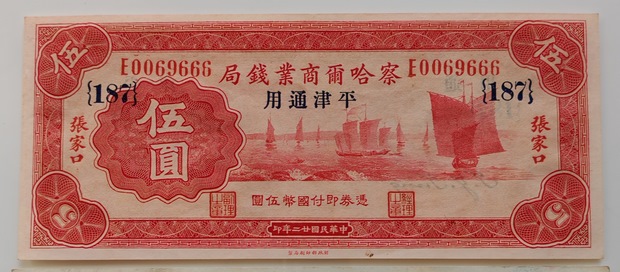 伍 伍
察哈爾商業錢局
E0069666 E0069666
平津通用
{187} {187}
伍圓
張家口 張家口
憑券即付國幣伍圓
5 5
中華民國廿二年印